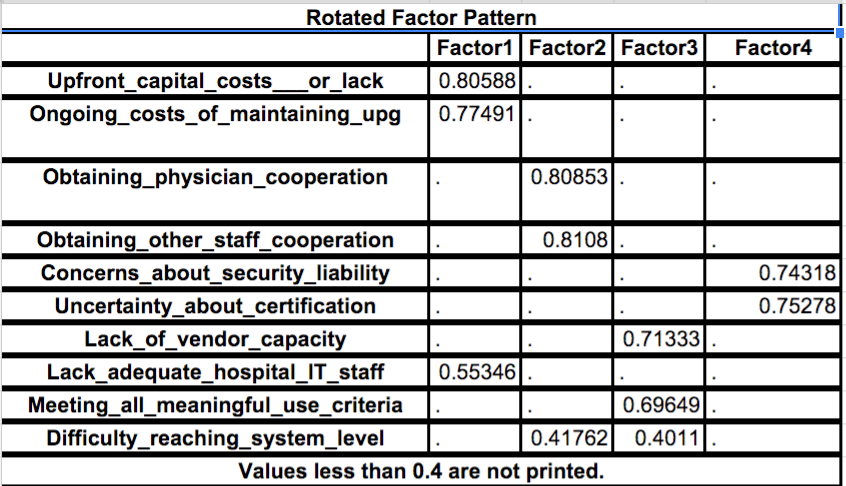 Rotated Factor Pattern
Factor1 Factor2 Factor3 Factor4
Upfront_capital_costs___or_lack 0.80588 . . .
Ongoing_costs_of_maintaining_upg 0.77491 . . .
Obtaining_physician_cooperation . 0.80853 . .
Obtaining_other_staff_cooperation . 0.8108 . .
Concerns_about_security_liability . . . 0.74318
Uncertainty_about_certification . . . 0.75278
Lack_of_vendor_capacity . . 0.71333 .
Lack_adequate_hospital_IT_staff 0.55346 . . .
Meeting_all_meaningful_use_criteria . . 0.69649 .
Difficulty_reaching_system_level . 0.41762 0.4011 .
Values less than 0.4 are not printed.